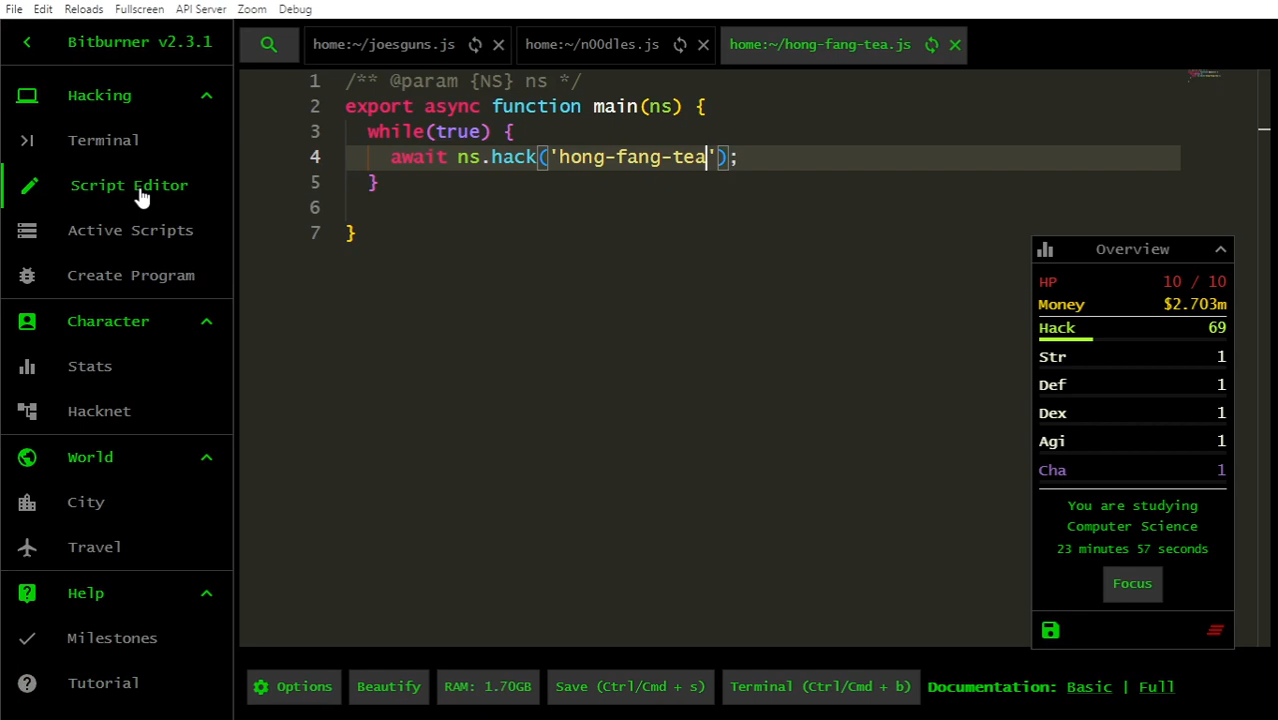 File Edit Reloads Fullscreen API Server Zoom Debug
Bitburner v2.3.1
Hacking
Terminal
Script Editor
Active Scripts
Create Program
Character
Stats
Hacknet
World
City
Travel
Help
Milestones
Tutorial
home:~/joesguns.js home:~/n00dles.js home:~/hong-fang-tea.js
1 /** @param {NS} ns */
2 export async function main(ns) {
3 while(true) {
4 await ns.hack('hong-fang-tea');
5 }
6
7 }
Overview
HP 10 / 10
Money $2.703m
Hack 69
Str 1
Def 1
Dex 1
Agi 1
Cha 1
You are studying
Computer Science
23 minutes 57 seconds
Focus
Options Beautify RAM: 1.70GB Save (Ctrl/Cmd + s) Terminal (Ctrl/Cmd + b) Documentation: Basic | Full